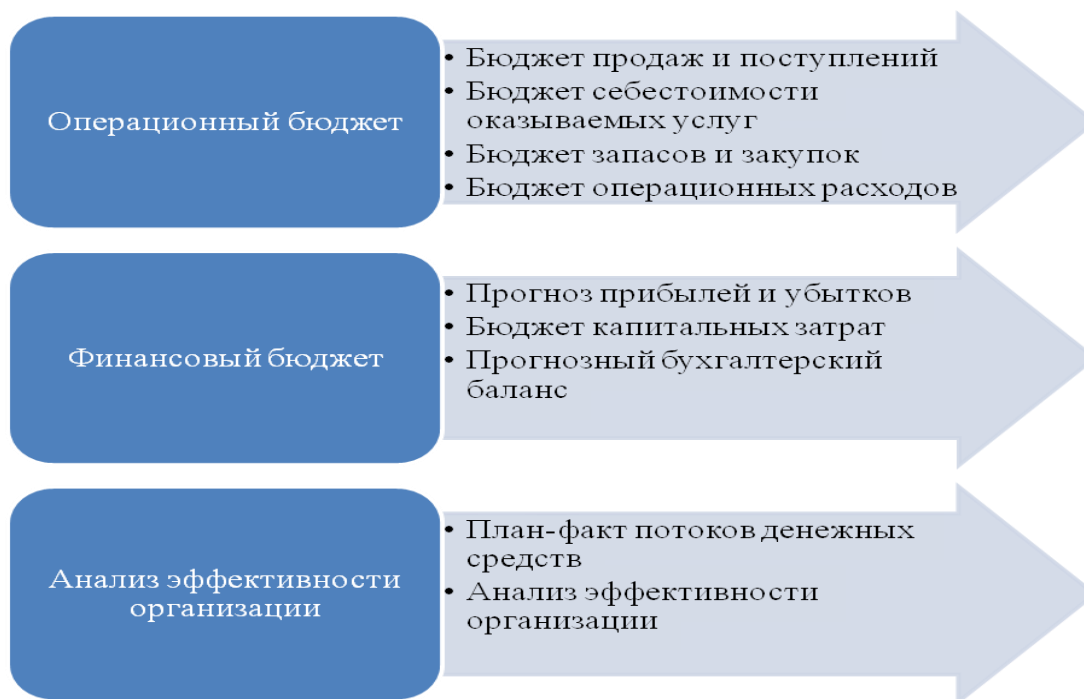 Операционный бюджет
• Бюджет продаж и поступлений
• Бюджет себестоимости
оказываемых услуг
• Бюджет запасов и закупок
• Бюджет операционных расходов
Финансовый бюджет
• Прогноз прибылей и убытков
• Бюджет капитальных затрат
• Прогнозный бухгалтерский
баланс
Анализ эффективности
организации
• План-факт потоков денежных
средств
• Анализ эффективности
организации